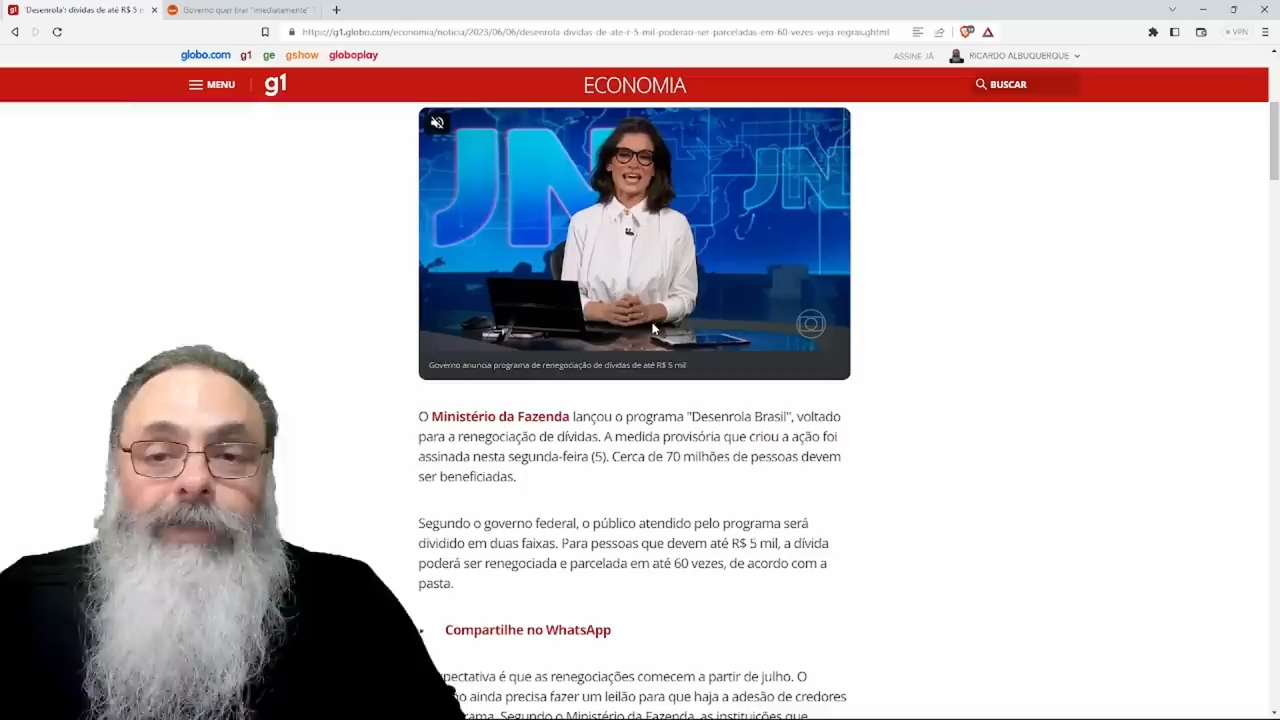 'Desenrola': dívidas de até R$ 5 m
Governo quer tirar "imediatamente"
https://g1.globo.com/economia/noticia/2023/06/06/desenrola-dividas-de-ate-r-5-mil-poderao-ser-parceladas-em-60-vezes-veja-regras.ghtml
VPN
globo.com g1 ge gshow globoplay
ASSINE JÁ
RICARDO ALBUQUERQUE
MENU
g1
ECONOMIA
BUSCAR
JN
JN
Governo anuncia programa de renegociação de dívidas de até R$ 5 mil
O Ministério da Fazenda lançou o programa "Desenrola Brasil", voltado
para a renegociação de dívidas. A medida provisória que criou a ação foi
assinada nesta segunda-feira (5). Cerca de 70 milhões de pessoas devem
ser beneficiadas.
Segundo o governo federal, o público atendido pelo programa será
dividido em duas faixas. Para pessoas que devem até R$ 5 mil, a dívida
poderá ser renegociada e parcelada em até 60 vezes, de acordo com a
pasta.
Compartilhe no WhatsApp
pectativa é que as renegociações comecem a partir de julho. O
no ainda precisa fazer um leilão para que haja a adesão de credores
rama. Segundo o Ministério da Fazenda, as instituições que